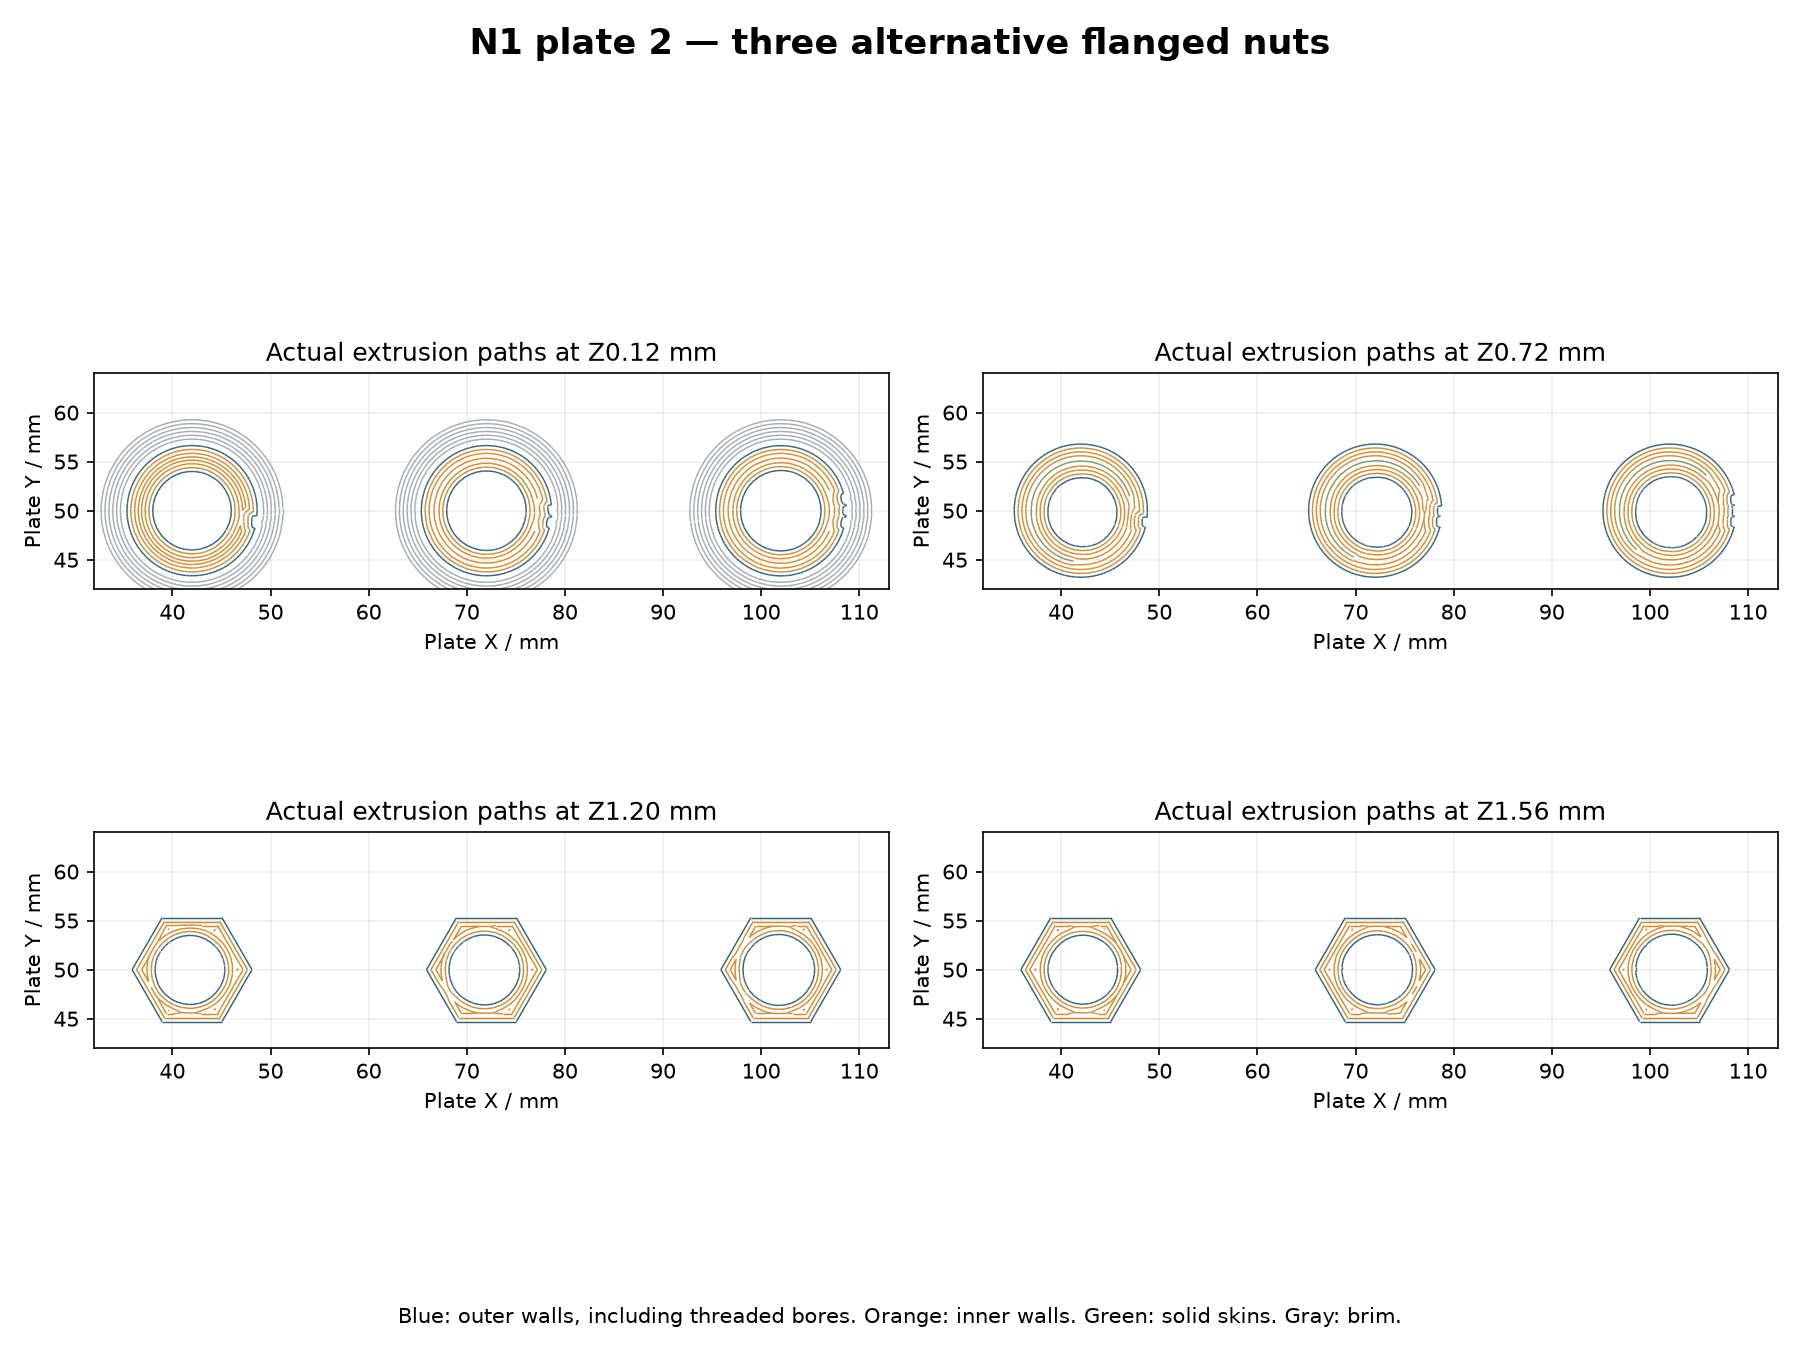 N1 plate 2 — three alternative flanged nuts
Actual extrusion paths at Z0.12 mm
Plate Y / mm
60
55
50
45
40 50 60 70 80 90 100 110
Plate X / mm
Actual extrusion paths at Z0.72 mm
Plate Y / mm
60
55
50
45
40 50 60 70 80 90 100 110
Plate X / mm
Actual extrusion paths at Z1.20 mm
Plate Y / mm
60
55
50
45
40 50 60 70 80 90 100 110
Plate X / mm
Actual extrusion paths at Z1.56 mm
Plate Y / mm
60
55
50
45
40 50 60 70 80 90 100 110
Plate X / mm
Blue: outer walls, including threaded bores. Orange: inner walls. Green: solid skins. Gray: brim.